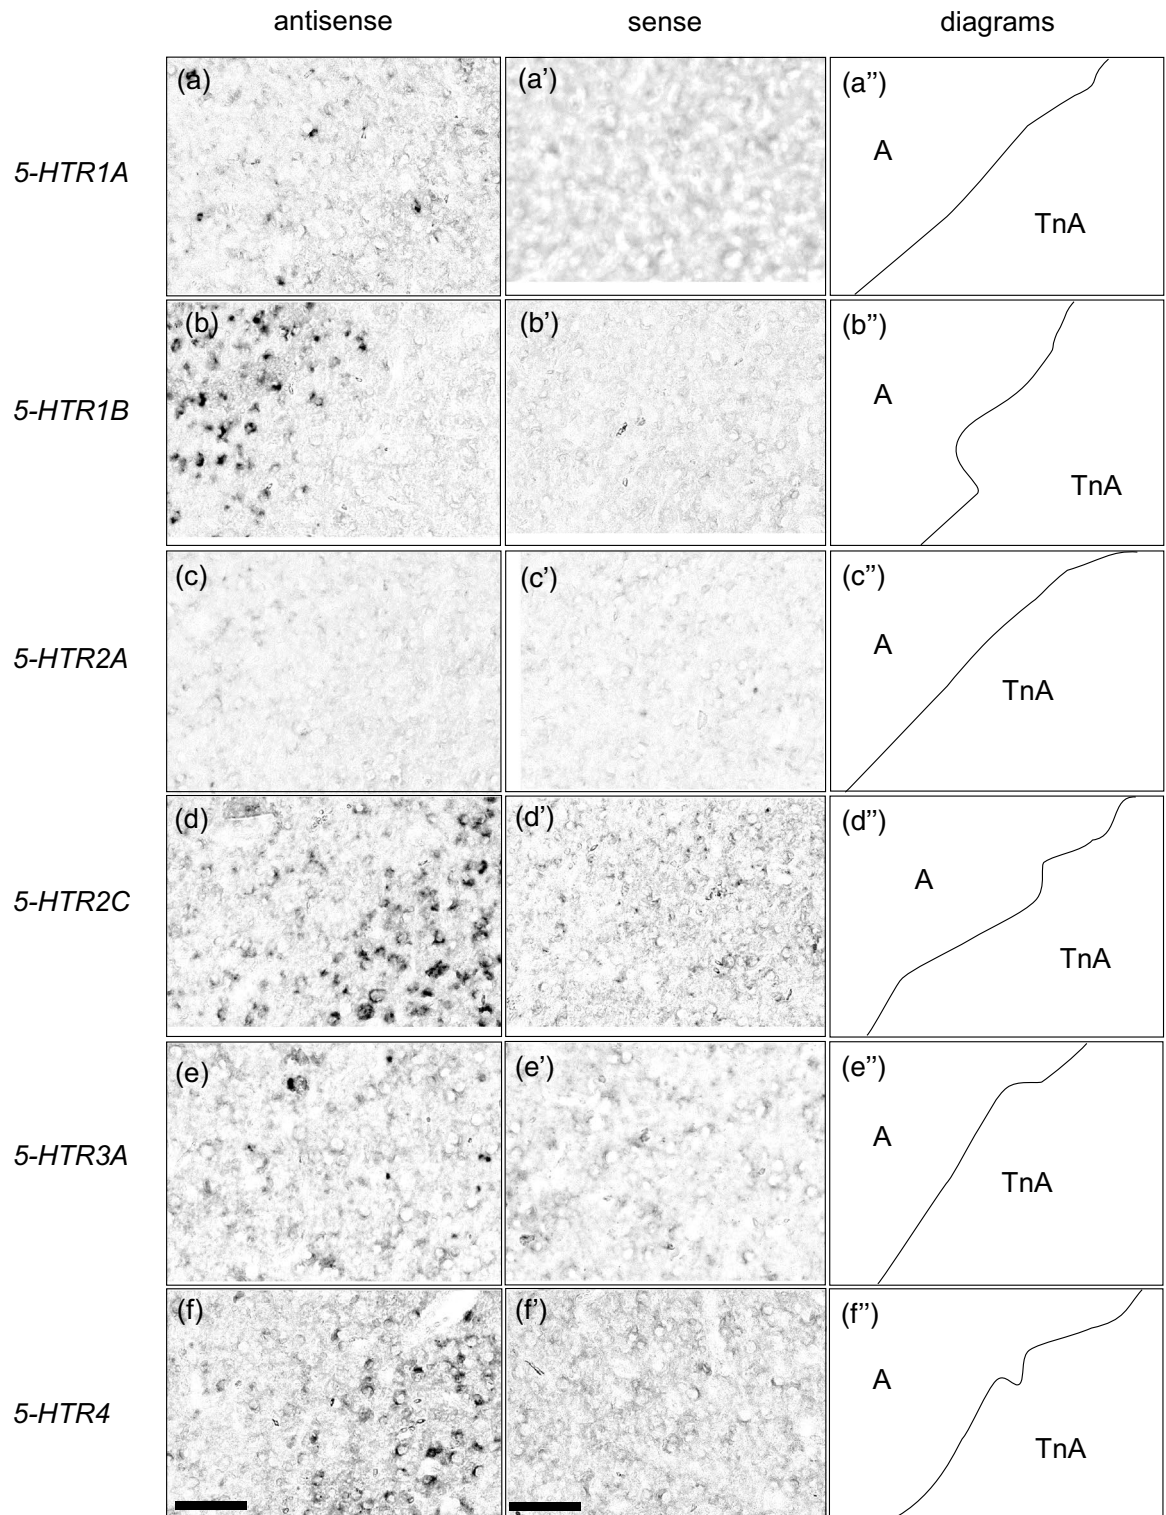 antisense sense diagrams
5-HTR1A (a) (a’) (a”) A TnA
5-HTR1B (b) (b’) (b”) A TnA
5-HTR2A (c) (c’) (c”) A TnA
5-HTR2C (d) (d’) (d”) A TnA
5-HTR3A (e) (e’) (e”) A TnA
5-HTR4 (f) (f’) (f”) A TnA